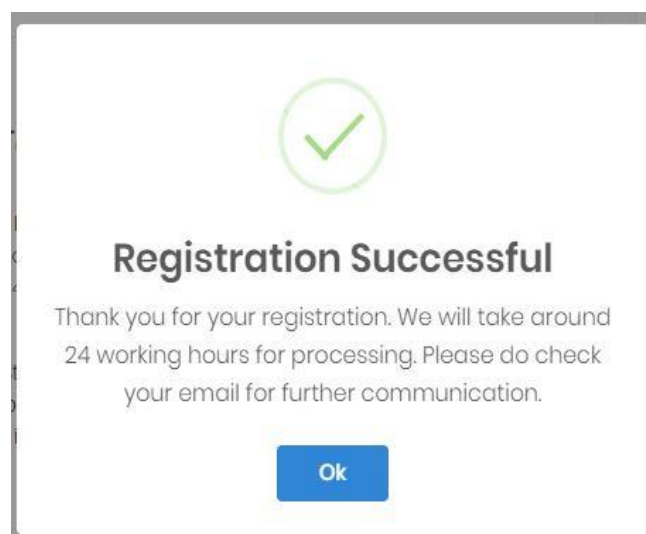 Registration Successful
Thank you for your registration. We will take around
24 working hours for processing. Please do check
your email for further communication.
Ok